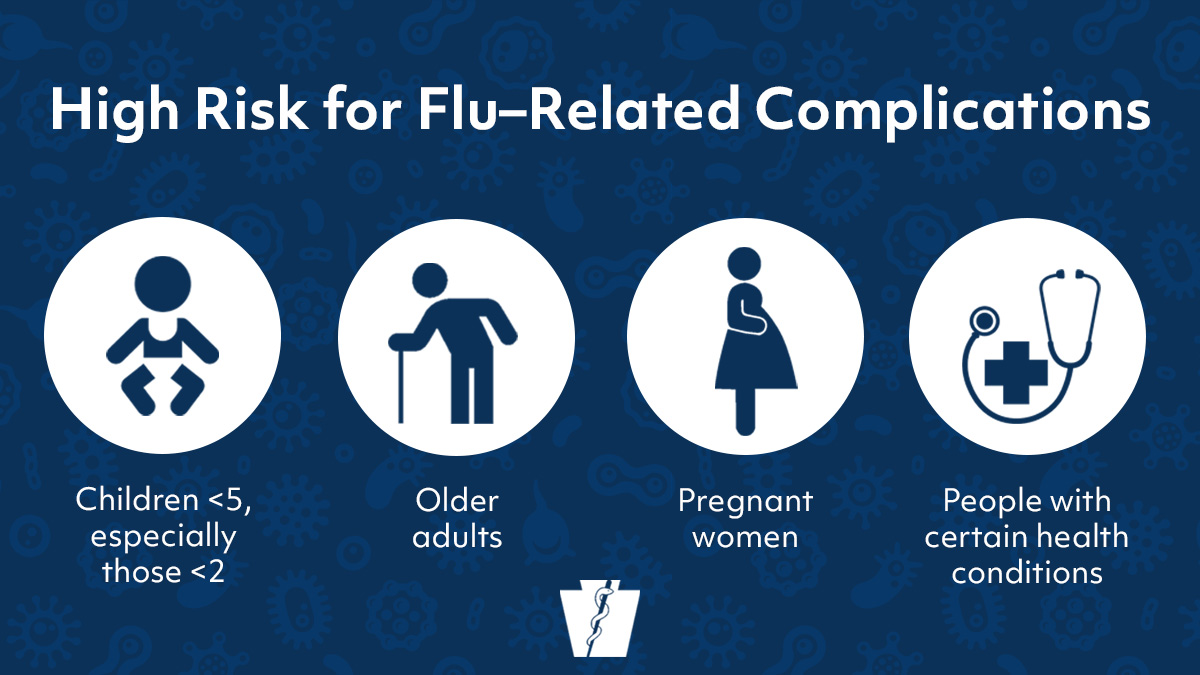 High Risk for Flu–Related Complications
Children <5,
especially
those <2
Older
adults
Pregnant
women
People with
certain health
conditions